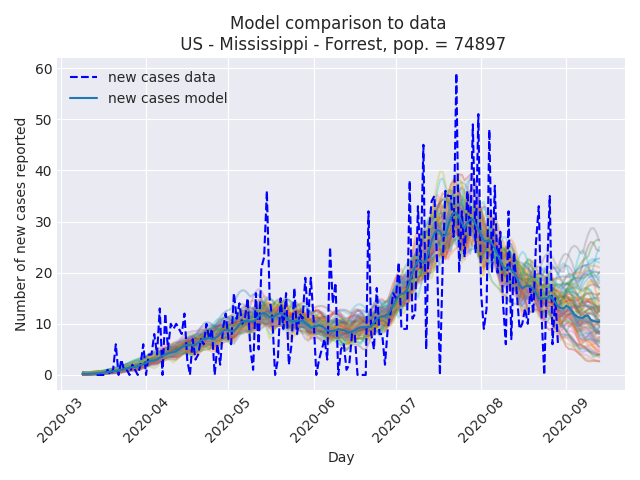 Model comparison to data
US - Mississippi - Forrest, pop. = 74897
new cases data
new cases model
Number of new cases reported
60
50
40
30
20
10
0
2020-03
2020-04
2020-05
2020-06
2020-07
2020-08
2020-09
Day